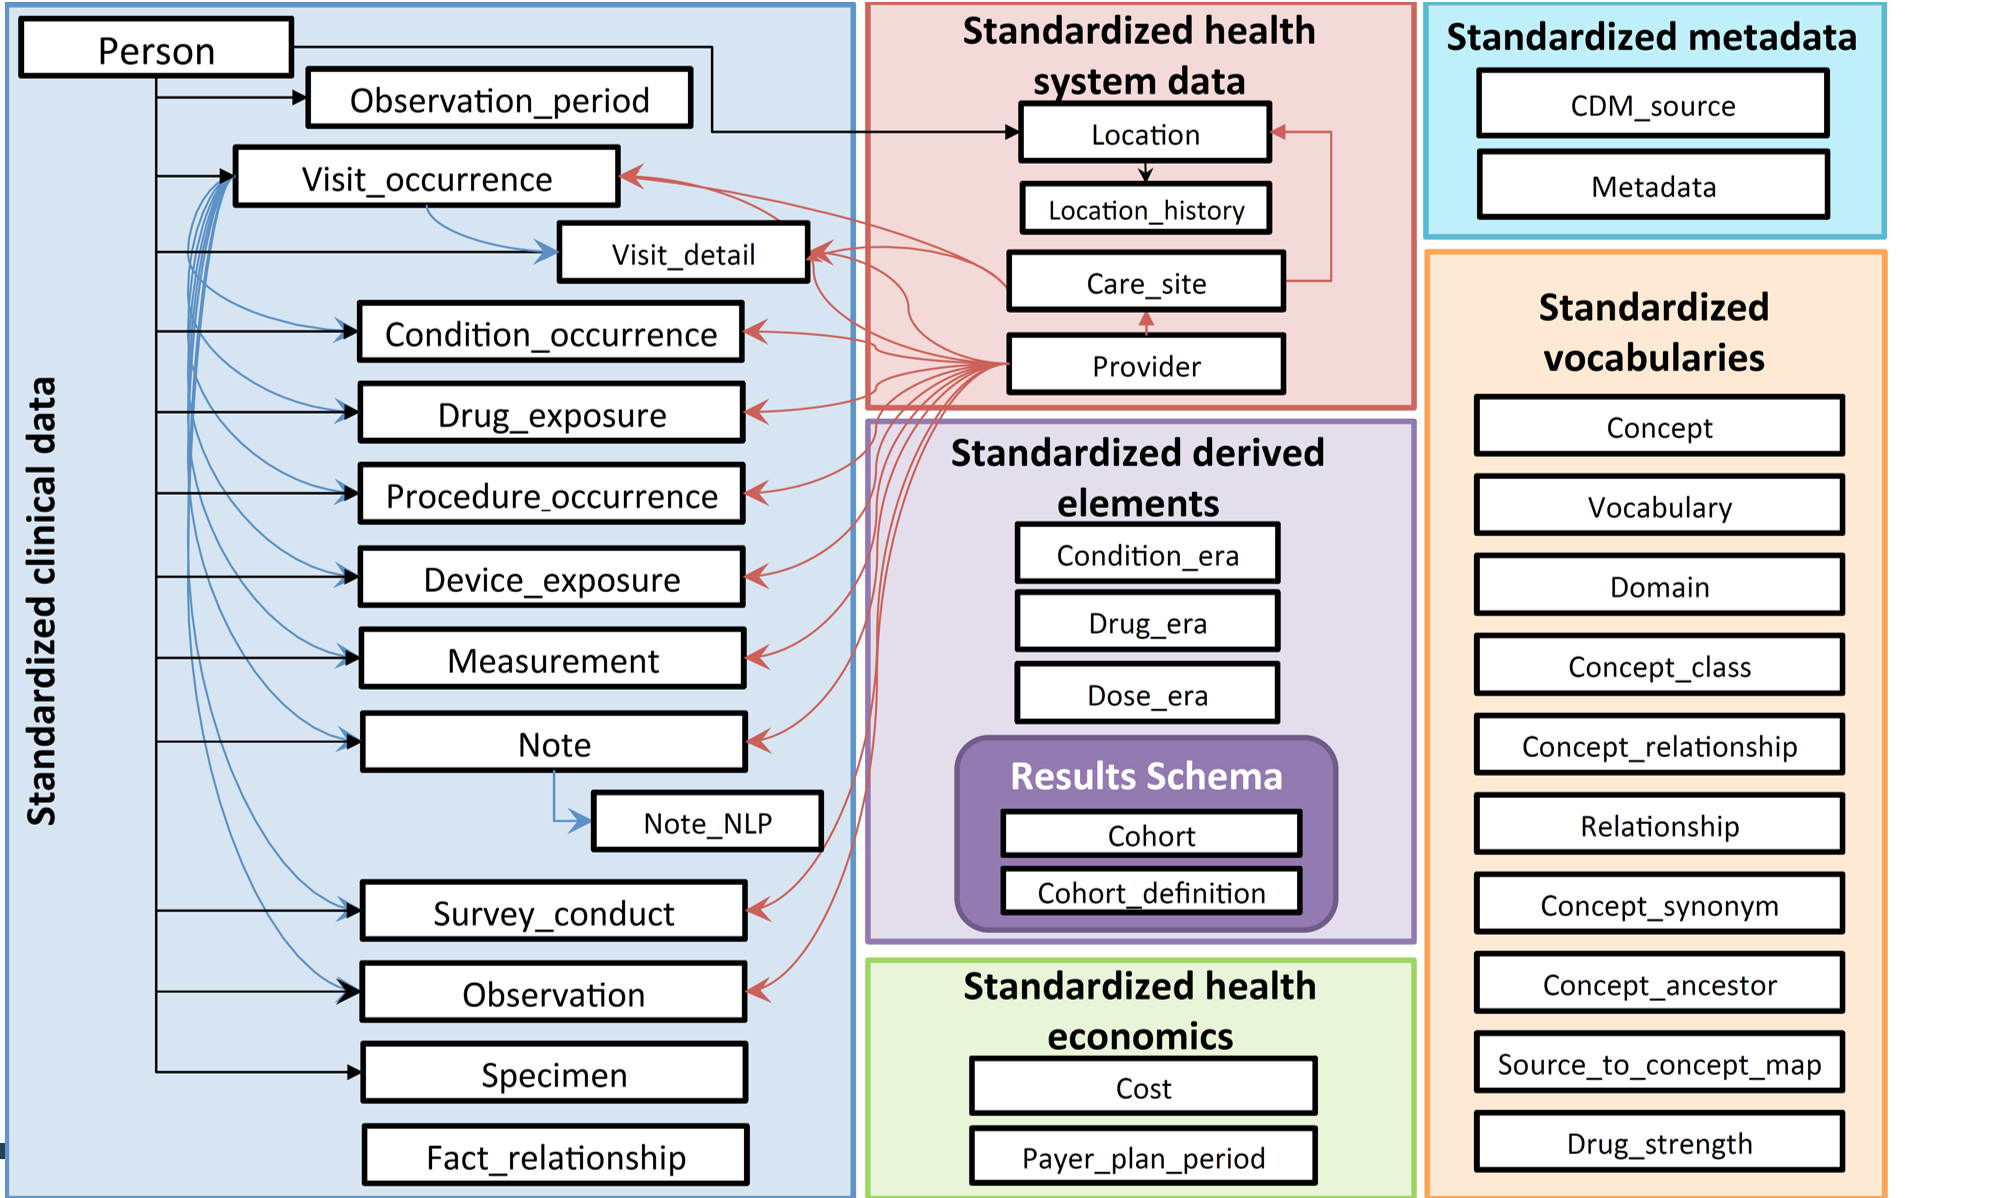 Standardized clinical data
Person
Observation_period
Visit_occurrence
Visit_detail
Condition_occurrence
Drug_exposure
Procedure_occurrence
Device_exposure
Measurement
Note
Note_NLP
Survey_conduct
Observation
Specimen
Fact_relationship
Standardized health
system data
Location
Location_history
Care_site
Provider
Standardized derived
elements
Condition_era
Drug_era
Dose_era
Results Schema
Cohort
Cohort_definition
Standardized health
economics
Cost
Payer_plan_period
Standardized metadata
CDM_source
Metadata
Standardized
vocabularies
Concept
Vocabulary
Domain
Concept_class
Concept_relationship
Relationship
Concept_synonym
Concept_ancestor
Source_to_concept_map
Drug_strength